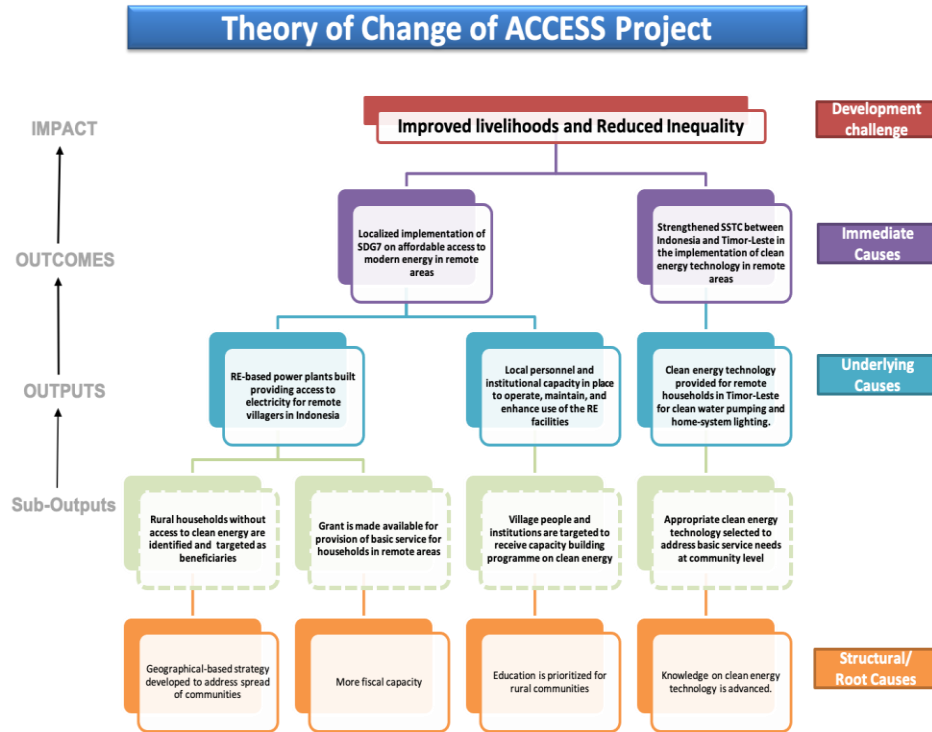 Theory of Change of ACCESS Project
IMPACT
Improved livelihoods and Reduced Inequality
Development
challenge
OUTCOMES
Localized implementation of
SDG7 on affordable access to
modern energy in remote
areas
Strengthened SSTC between
Indonesia and Timor-Leste in
the implementation of clean
energy technology in remote
areas
Immediate
Causes
OUTPUTS
RE-based power plants built
providing access to
electricity for remote
villagers in Indonesia
Local personnel and
institutional capacity in place
to operate, maintain, and
enhance use of the RE
facilities
Clean energy technology
provided for remote
households in Timor-Leste
for clean water pumping and
home-system lighting.
Underlying
Causes
Sub-Outputs
Rural households without
access to clean energy are
identified and targeted as
beneficiaries
Grant is made available for
provision of basic service for
households in remote areas
Village people and
institutions are targeted to
receive capacity building
programme on clean energy
Appropriate clean energy
technology selected to
address basic service needs
at community level
Geographical-based strategy
developed to address spread
of communities
More fiscal capacity
Education is prioritized for
rural communities
Knowledge on clean energy
technology is advanced.
Structural/
Root Causes